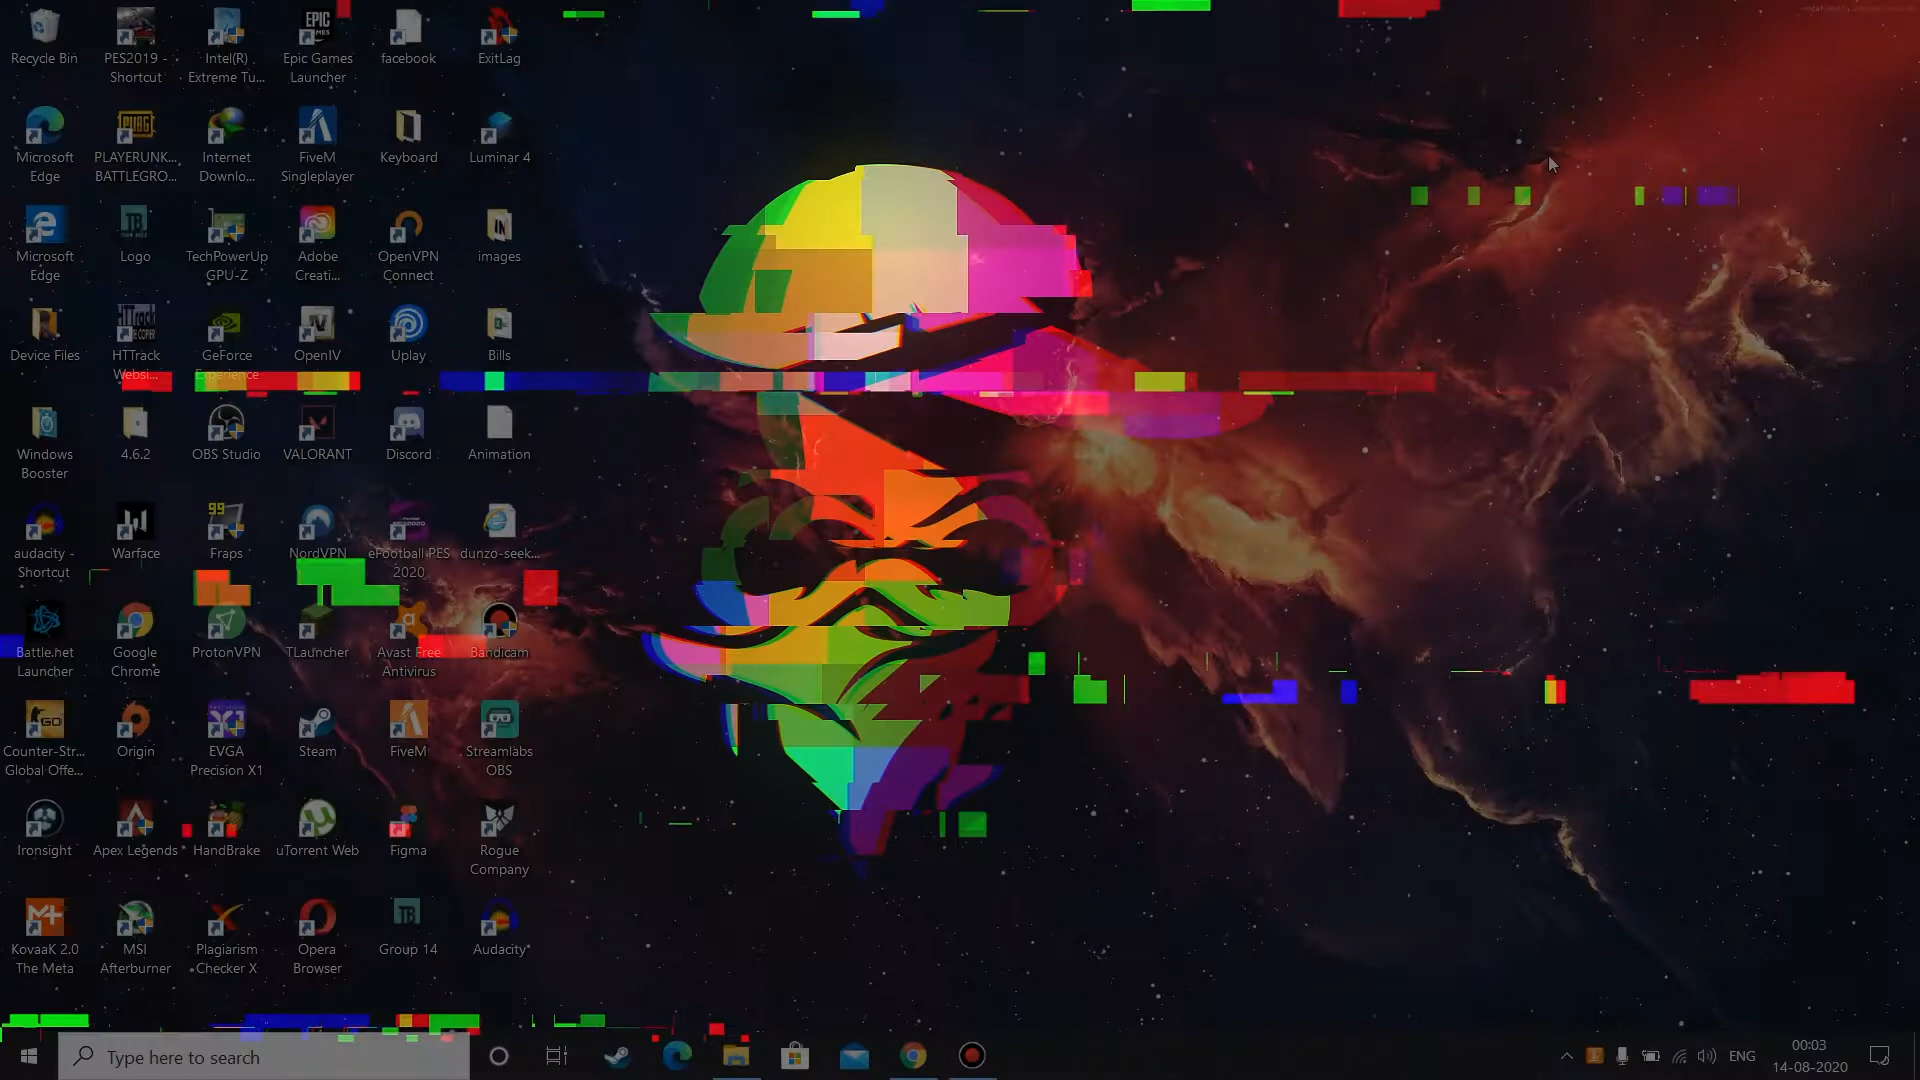 Recycle Bin
PES2019 -
Shortcut
Intel(R)
Extreme Tu...
Epic Games
Launcher
facebook
ExitLag
Microsoft
Edge
PLAYERUNK...
BATTLEGRO...
Internet
Downlo...
FiveM
Singleplayer
Keyboard
Luminar 4
Microsoft
Edge
Logo
TechPowerUp
GPU-Z
Adobe
Creati...
OpenVPN
Connect
images
Device Files
HTTrack
Websi...
GeForce
Experience
OpenIV
Uplay
Bills
Windows
Booster
4.6.2
OBS Studio
VALORANT
Discord
Animation
audacity -
Shortcut
Warface
Fraps
NordVPN
eFootball PES
2020
dunzo-seek...
Battle.net
Launcher
Google
Chrome
ProtonVPN
TLauncher
Avast Free
Antivirus
Bandicam
Counter-Str...
Global Offe...
Origin
EVGA
Precision X1
Steam
FiveM
Streamlabs
OBS
Ironsight
Apex Legends
HandBrake
uTorrent Web
Figma
Rogue
Company
KovaaK 2.0
The Meta
MSI
Afterburner
Plagiarism
Checker X
Opera
Browser
Group 14
Audacity
Type here to search
ENG
00:03
14-08-2020